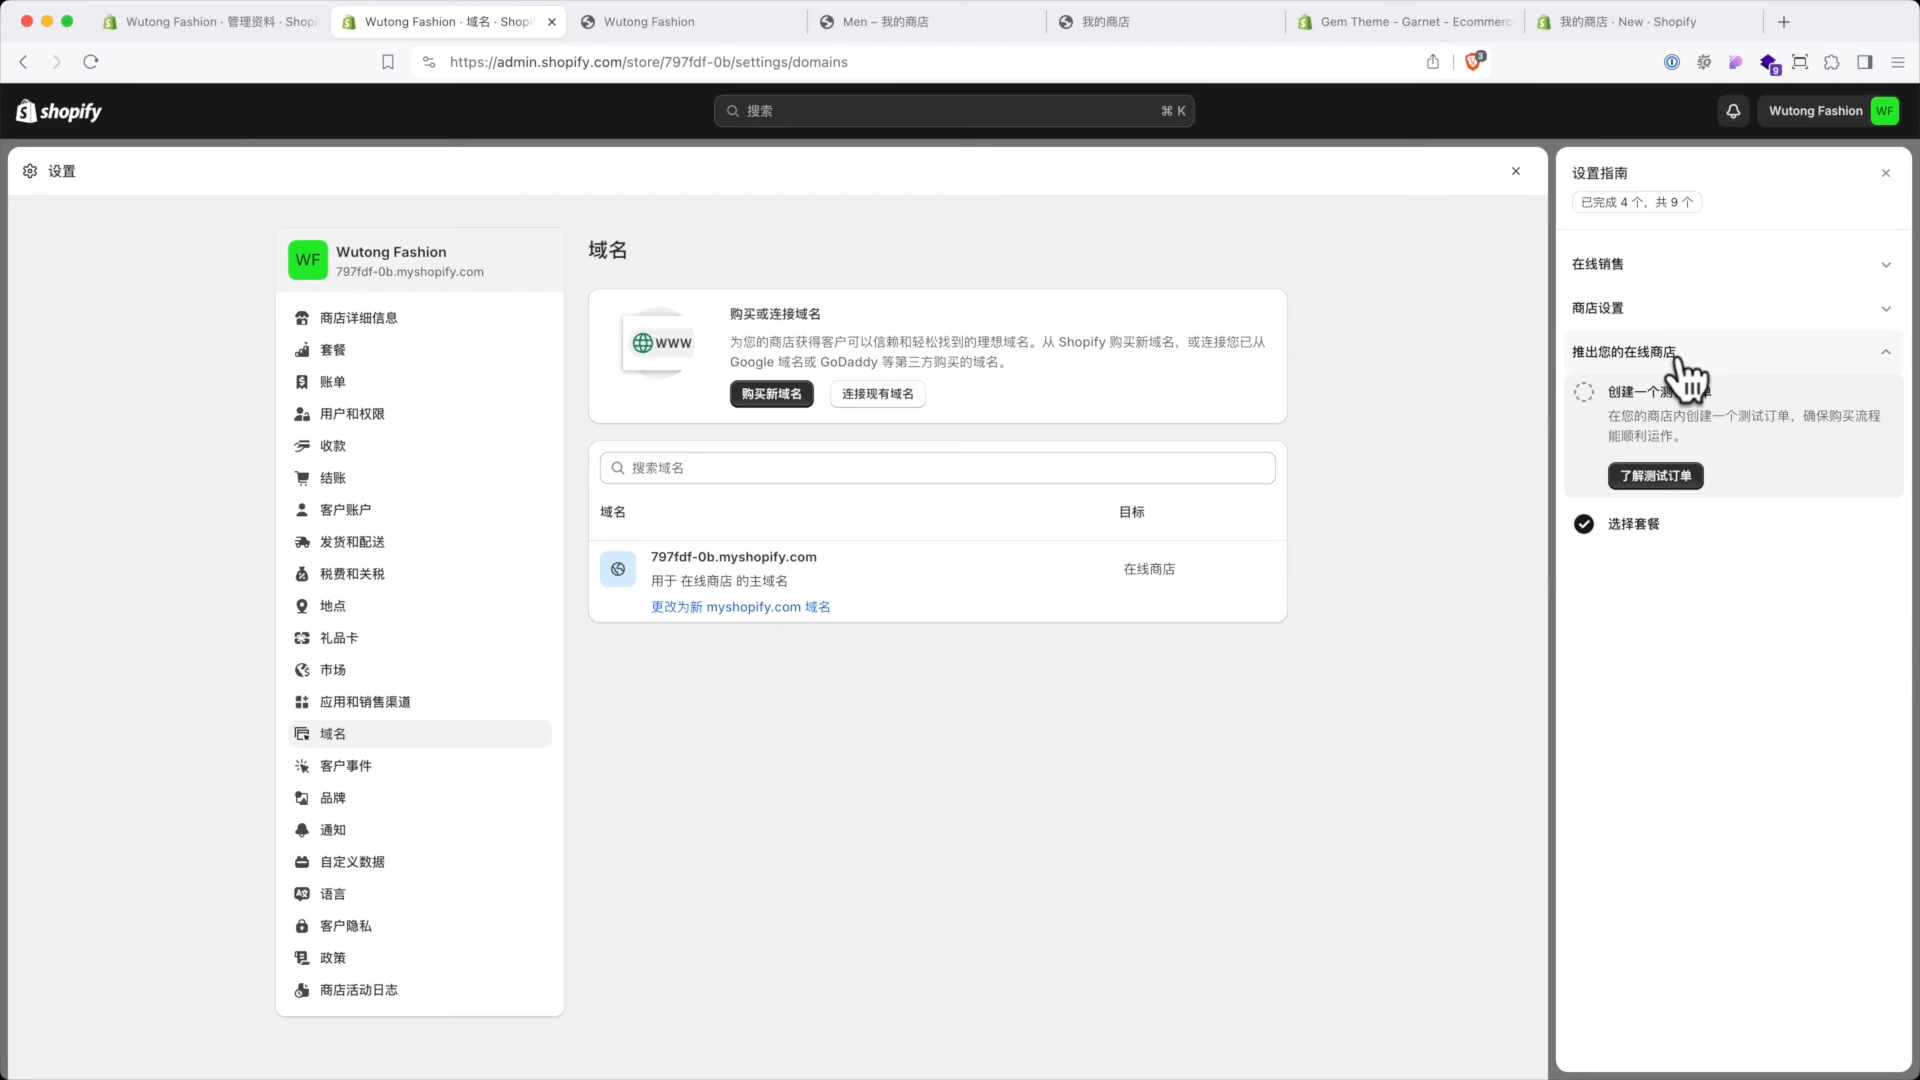 Wutong Fashion · 管理资料 · Shopi
Wutong Fashion · 域名 · Shopi
Wutong Fashion
Men – 我的商店
我的商店
Gem Theme - Garnet - Ecommerc
我的商店 · New · Shopify
https://admin.shopify.com/store/797fdf-0b/settings/domains
3
9
shopify
搜索
⌘ K
Wutong Fashion
WF
设置
WF
Wutong Fashion
797fdf-0b.myshopify.com
商店详细信息
套餐
账单
用户和权限
收款
结账
客户账户
发货和配送
税费和关税
地点
礼品卡
市场
应用和销售渠道
域名
客户事件
品牌
通知
自定义数据
语言
客户隐私
政策
商店活动日志
域名
WWW
购买或连接域名
为您的商店获得客户可以信赖和轻松找到的理想域名。从 Shopify 购买新域名，或连接您已从
Google 域名或 GoDaddy 等第三方购买的域名。
购买新域名
连接现有域名
搜索域名
域名
目标
797fdf-0b.myshopify.com
用于 在线商店 的主域名
更改为新 myshopify.com 域名
在线商店
设置指南
已完成 4 个，共 9 个
在线销售
商店设置
推出您的在线商店
创建一个测
单
在您的商店内创建一个测试订单，确保购买流程
能顺利运作。
了解测试订单
选择套餐